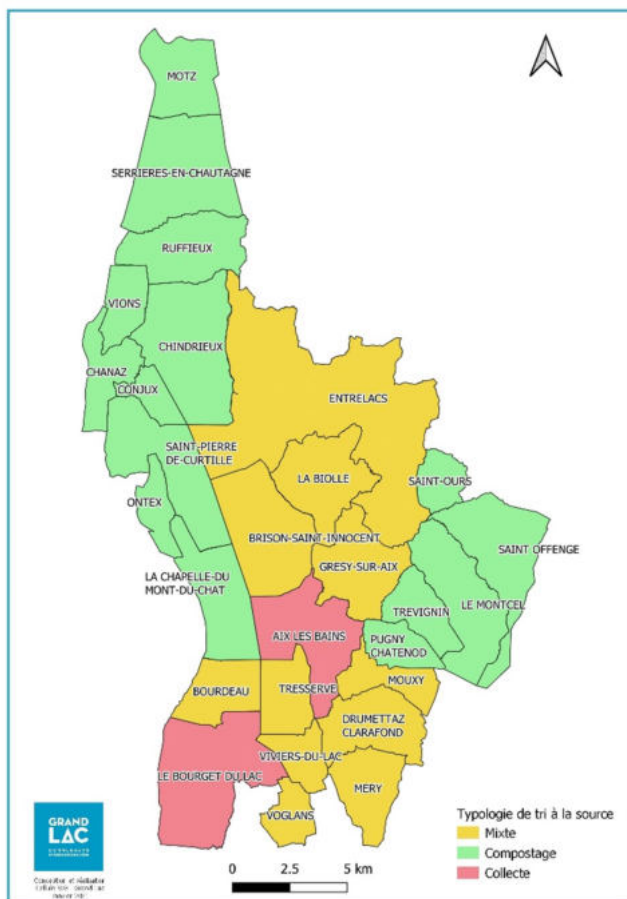 MOTZ
SERRIERES-EN-CHAUTAGNE
RUFFIEUX
VIONS
CHINDRIEUX
CHANAZ
CONJUX
ENTRELACS
SAINT-PIERRE
DE-CURTILLE
LA BIOLLE
SAINT-OURS
ONTEX
BRISON-SAINT-INNOCENT
SAINT OFFENGE
GRESY-SUR-AIX
LA CHAPELLE-DU
MONT-DU-CHAT
TREVIGNIN
LE MONTCEL
AIX LES BAINS
PUGNY
CHATENOD
BOURDEAU
TRESSERVE
MOUXY
DRUMETTAZ
CLARAFOND
VIVIERS-DU-LAC
LE BOURGET DU LAC
MERY
VOGLANS
GRAND
LAC
Typologie de tri à la source
Mixte
Compostage
Collecte
0 2.5 5 km